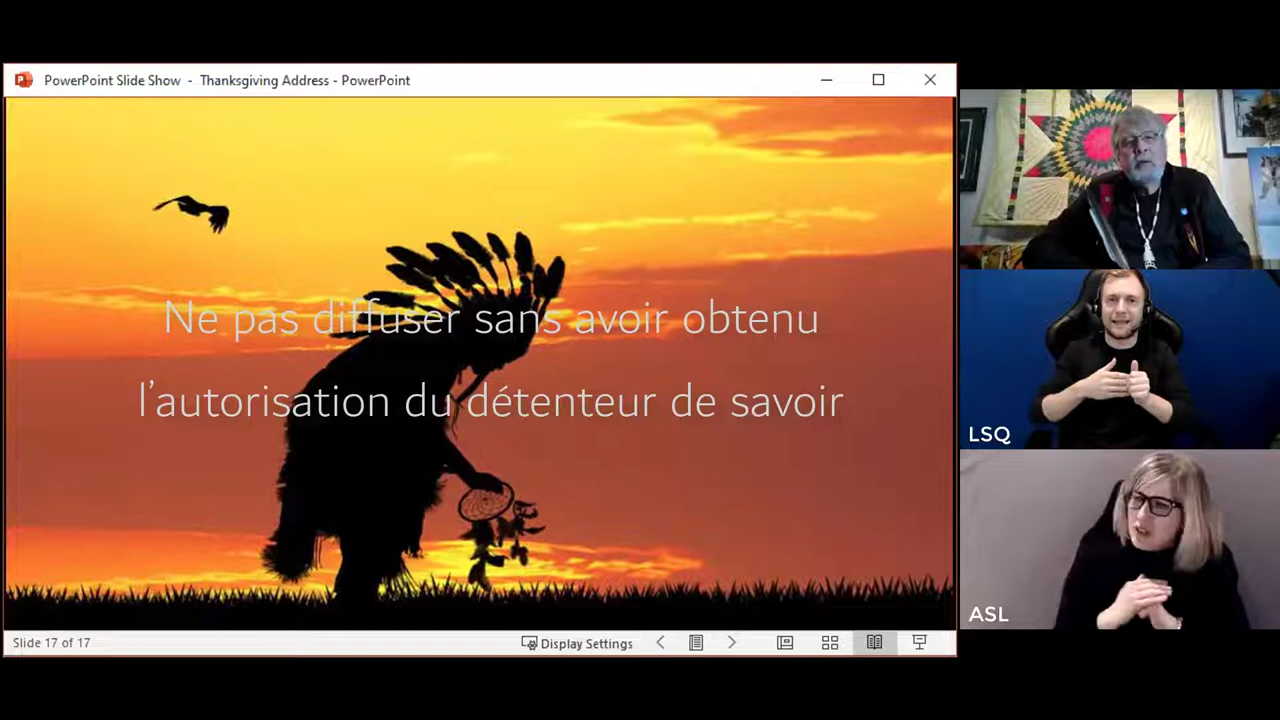 PowerPoint Slide Show - Thanksgiving Address - PowerPoint
Ne pas diffuser sans avoir obtenu
l'autorisation du détenteur de savoir
LSQ
ASL
Slide 17 of 17
Display Settings